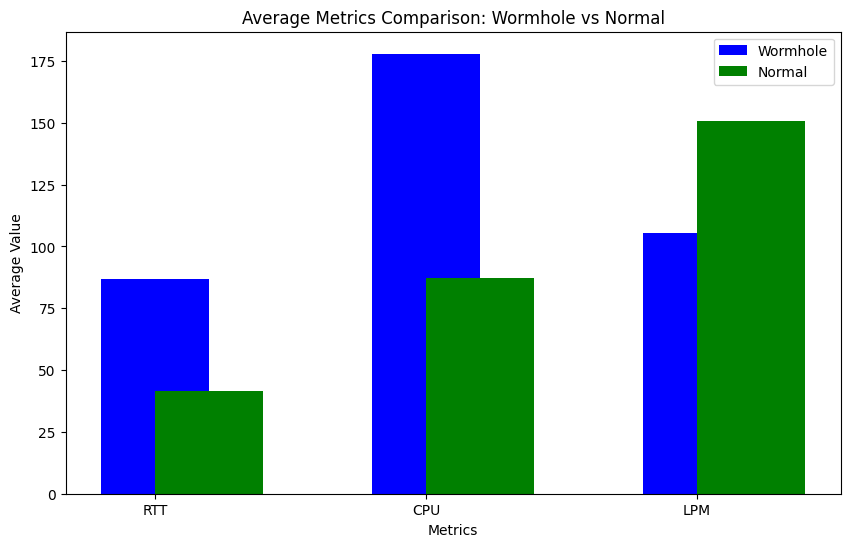 Average Metrics Comparison: Wormhole vs Normal
Wormhole
Normal
Average Value
175
150
125
100
75
50
25
0
RTT
CPU
LPM
Metrics